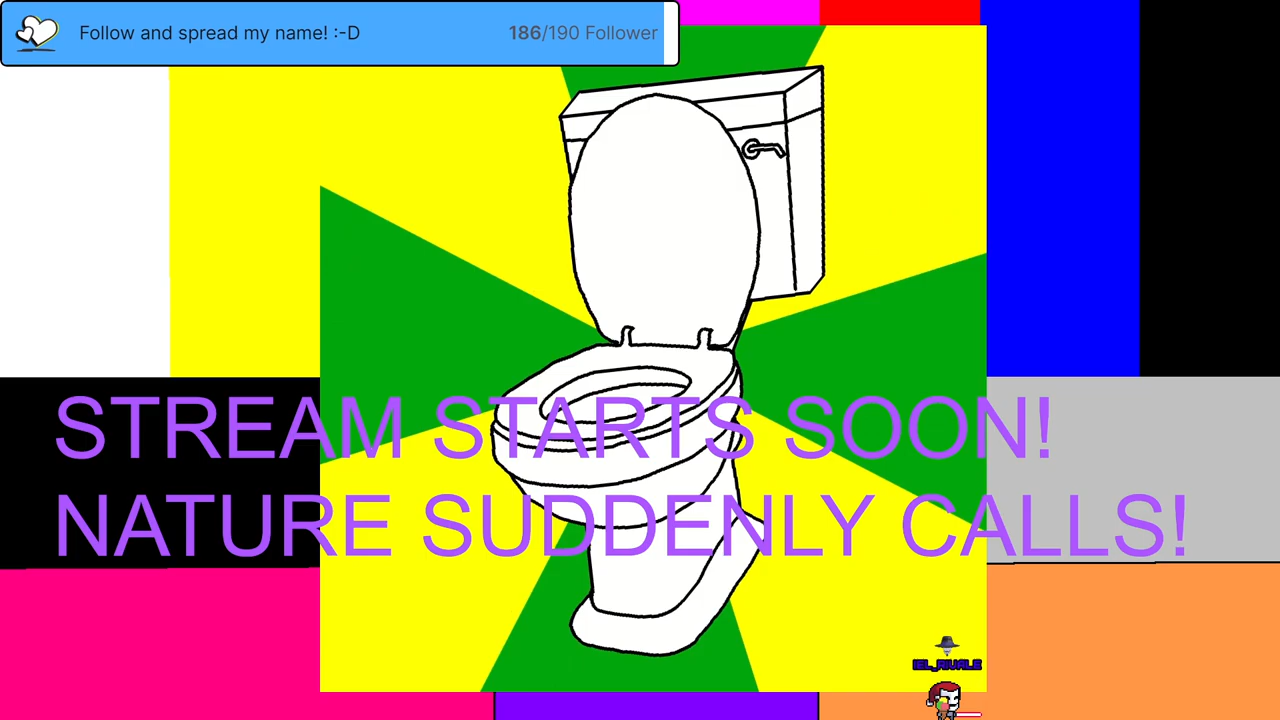 Follow and spread my name! :-D 186/190 Follower
STREAM STARTS SOON!
NATURE SUDDENLY CALLS!